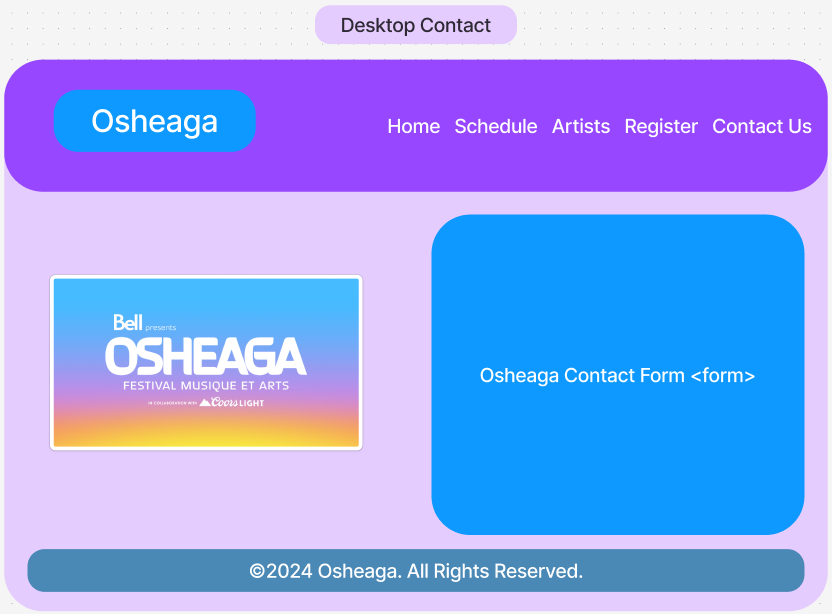 Desktop Contact
Osheaga
Home Schedule Artists Register Contact Us
Bell presents
OSHEAGA
FESTIVAL MUSIQUE ET ARTS
IN COLLABORATION WITH Coors LIGHT
Osheaga Contact Form <form>
©2024 Osheaga. All Rights Reserved.